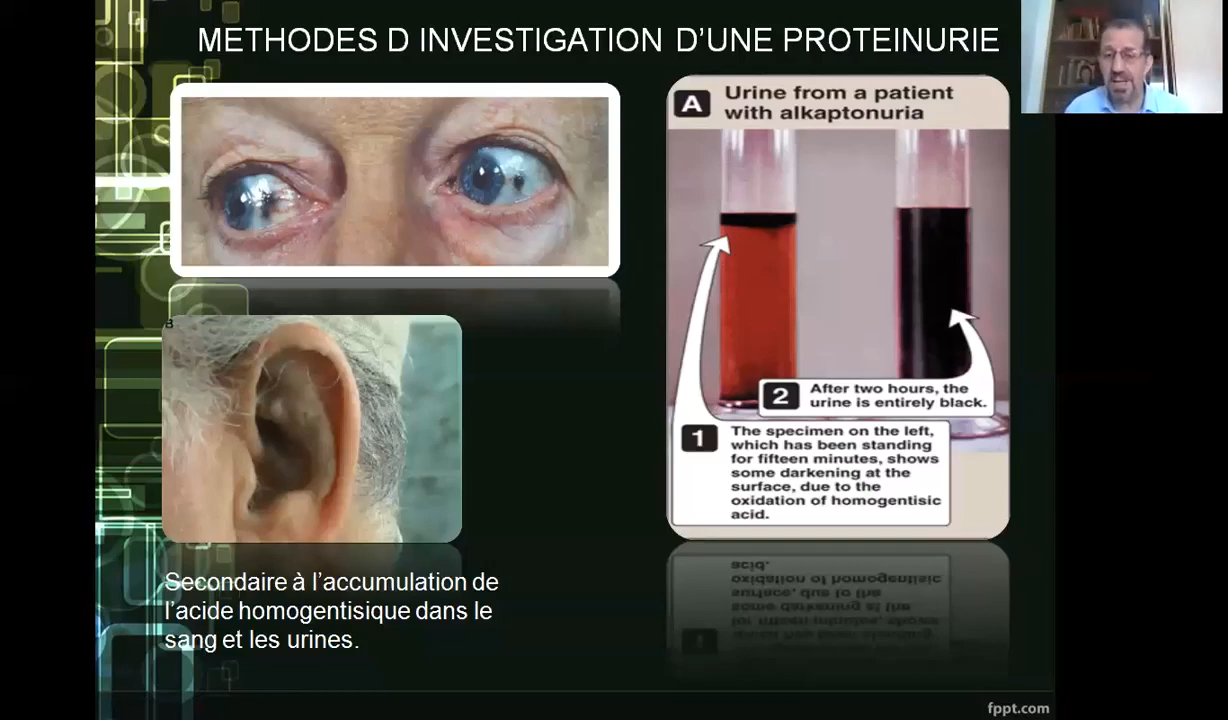 METHODES D INVESTIGATION D'UNE PROTEINURIE
A
Urine from a patient
with alkaptonuria
2
After two hours, the
urine is entirely black.
1
The specimen on the left,
which has been standing
for fifteen minutes, shows
some darkening at the
surface, due to the
oxidation of homogentisic
acid.
B
Secondaire à l'accumulation de
l'acide homogentisique dans le
sang et les urines.
fppt.com